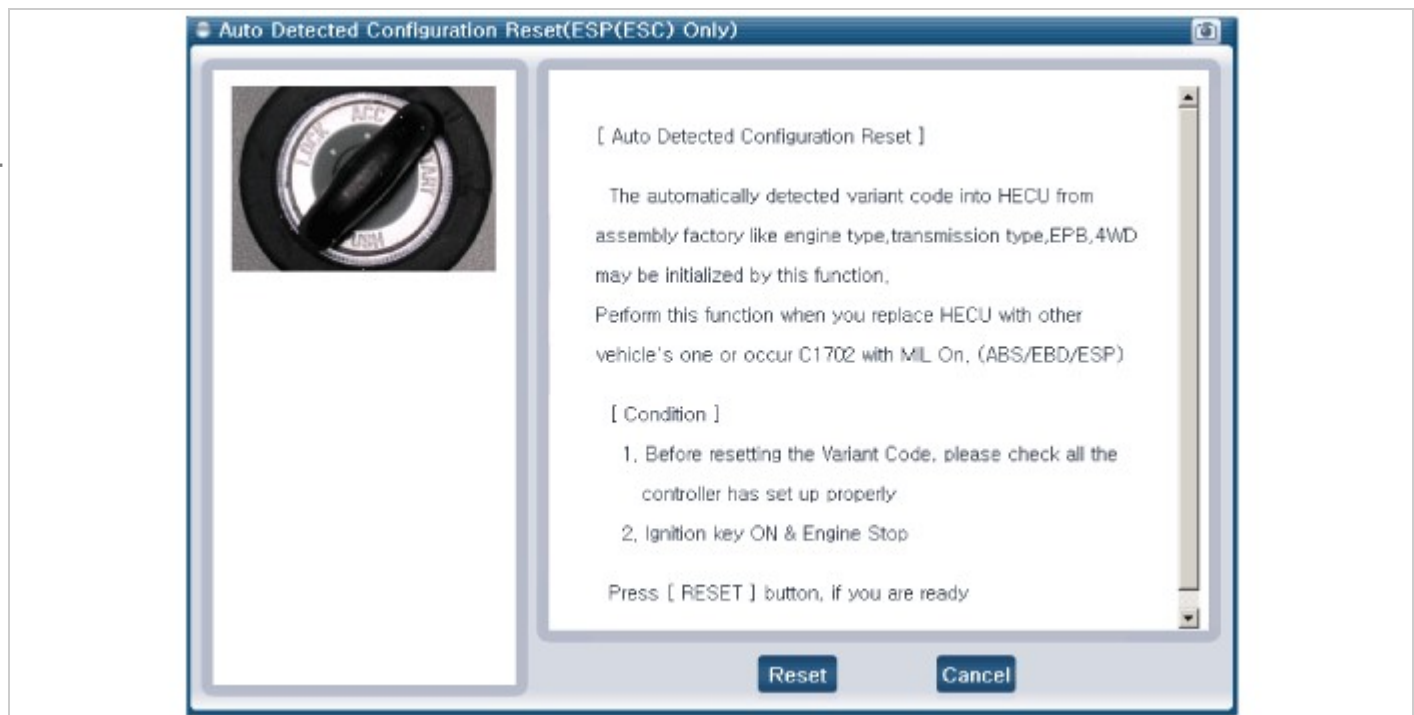 Auto Detected Configuration Reset(ESP(ESC) Only)
LOCK
ACC
START
PUSH
[ Auto Detected Configuration Reset ]
The automatically detected variant code into HECU from
assembly factory like engine type,transmission type,EPB,4WD
may be initialized by this function,
Perform this function when you replace HECU with other
vehicle's one or occur C1702 with MIL On, (ABS/EBD/ESP)
[ Condition ]
1, Before resetting the Variant Code, please check all the
controller has set up properly
2, Ignition key ON & Engine Stop
Press [ RESET ] button, if you are ready
Reset
Cancel